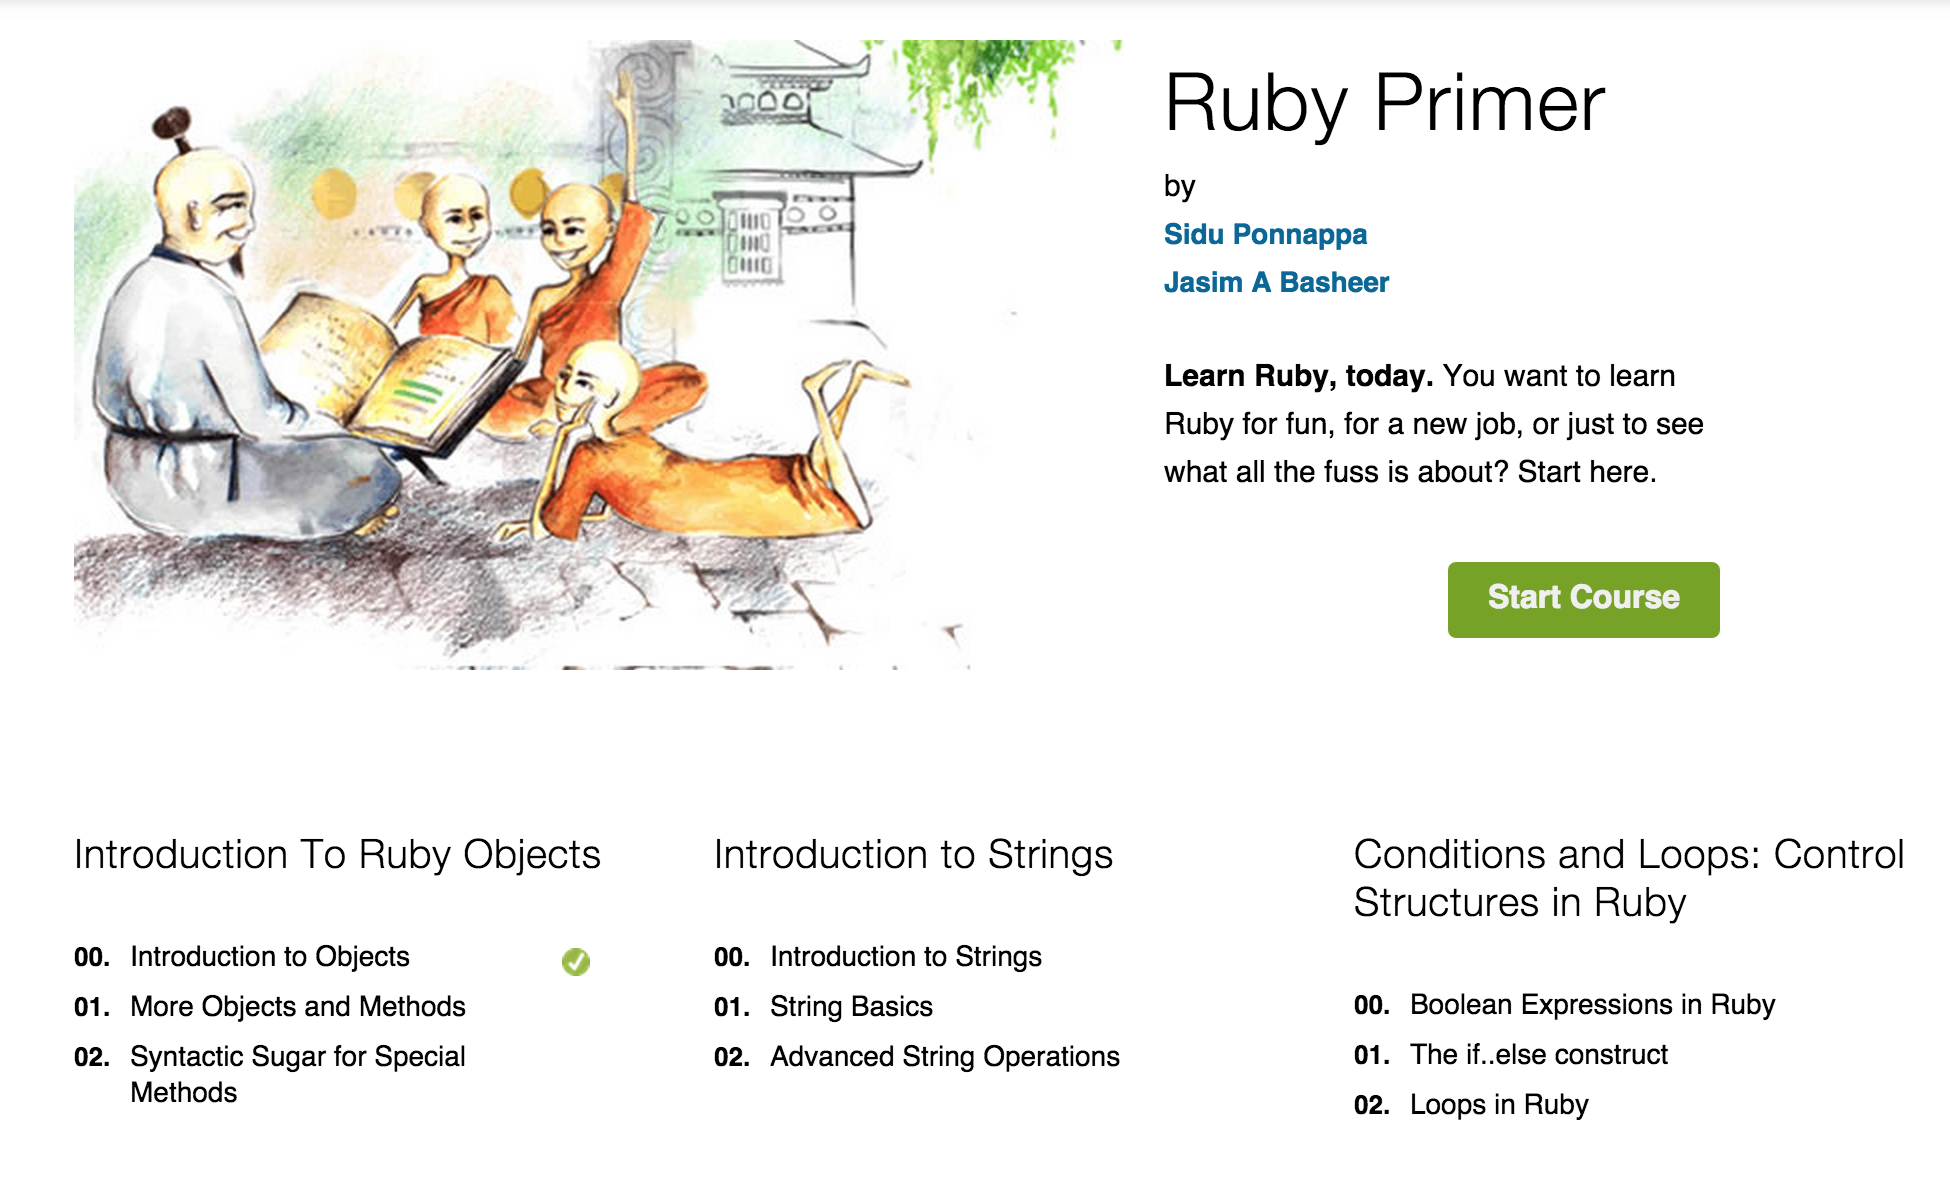 Ruby Primer
by
Sidu Ponnappa
Jasim A Basheer
Learn Ruby, today. You want to learn
Ruby for fun, for a new job, or just to see
what all the fuss is about? Start here.
Start Course
Introduction To Ruby Objects
00. Introduction to Objects
01. More Objects and Methods
02. Syntactic Sugar for Special
Methods
Introduction to Strings
00. Introduction to Strings
01. String Basics
02. Advanced String Operations
Conditions and Loops: Control
Structures in Ruby
00. Boolean Expressions in Ruby
01. The if..else construct
02. Loops in Ruby